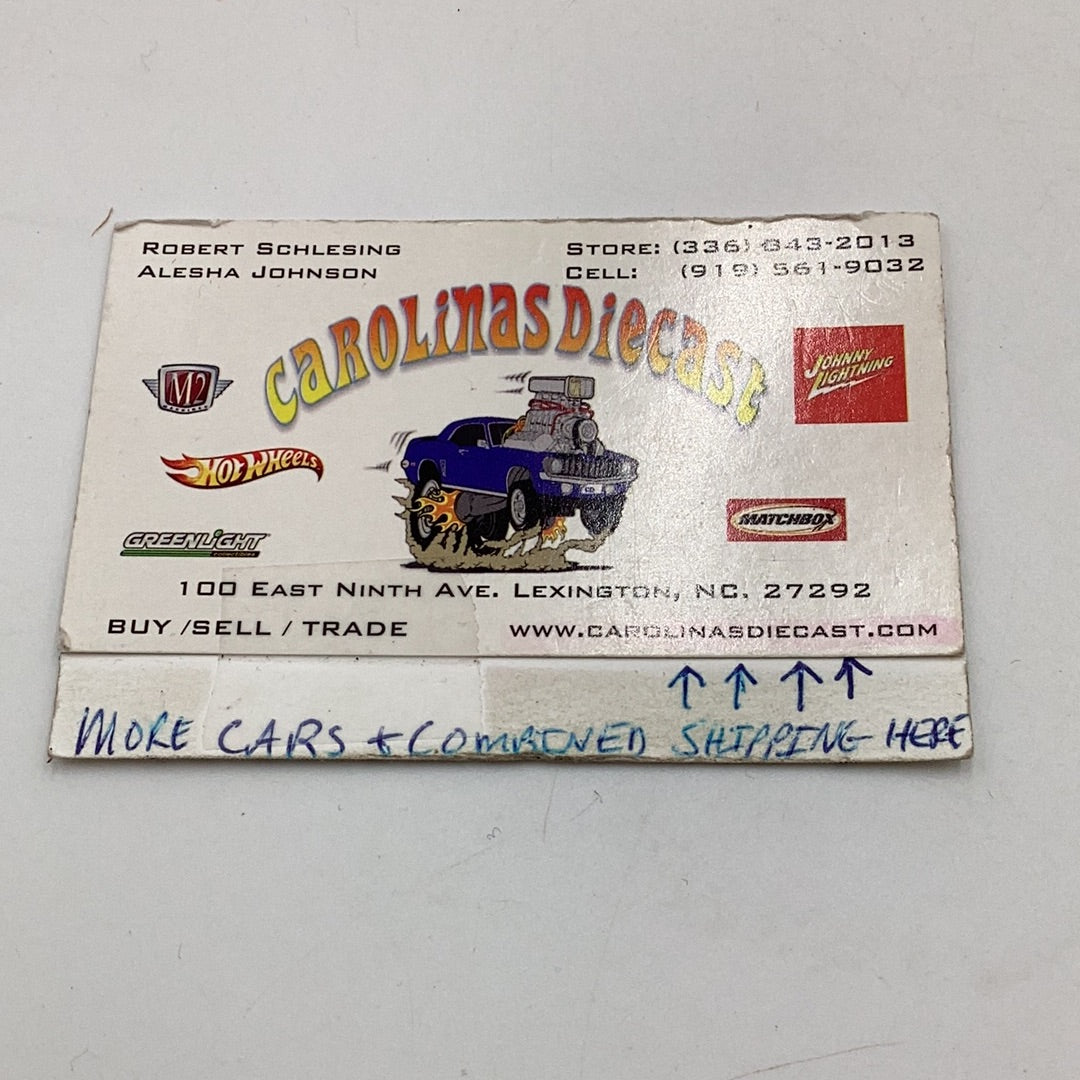 Robert Schlesing
Alesha Johnson
Store: (336) 843-2013
Cell: (919) 561-9032
Carolinas Diecast
M2
MACHINES
Johnny Lightning
Hot Wheels
Matchbox
GREENLIGHT
collectibles
100 East Ninth Ave. Lexington, NC. 27292
BUY /SELL / TRADE
www.carolinasdiecast.com
MORE CARS + COMBINED SHIPPING HERE